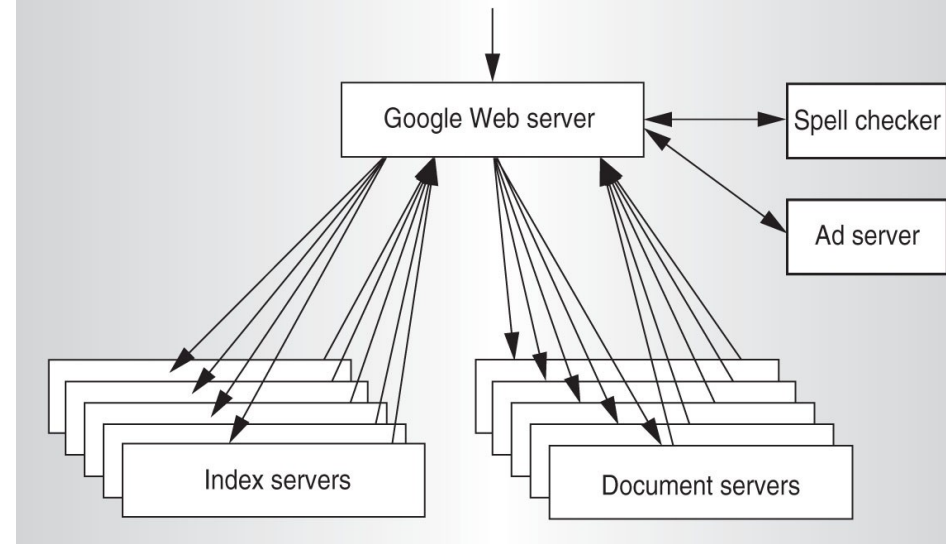 Google Web server
Spell checker
Ad server
Index servers
Document servers